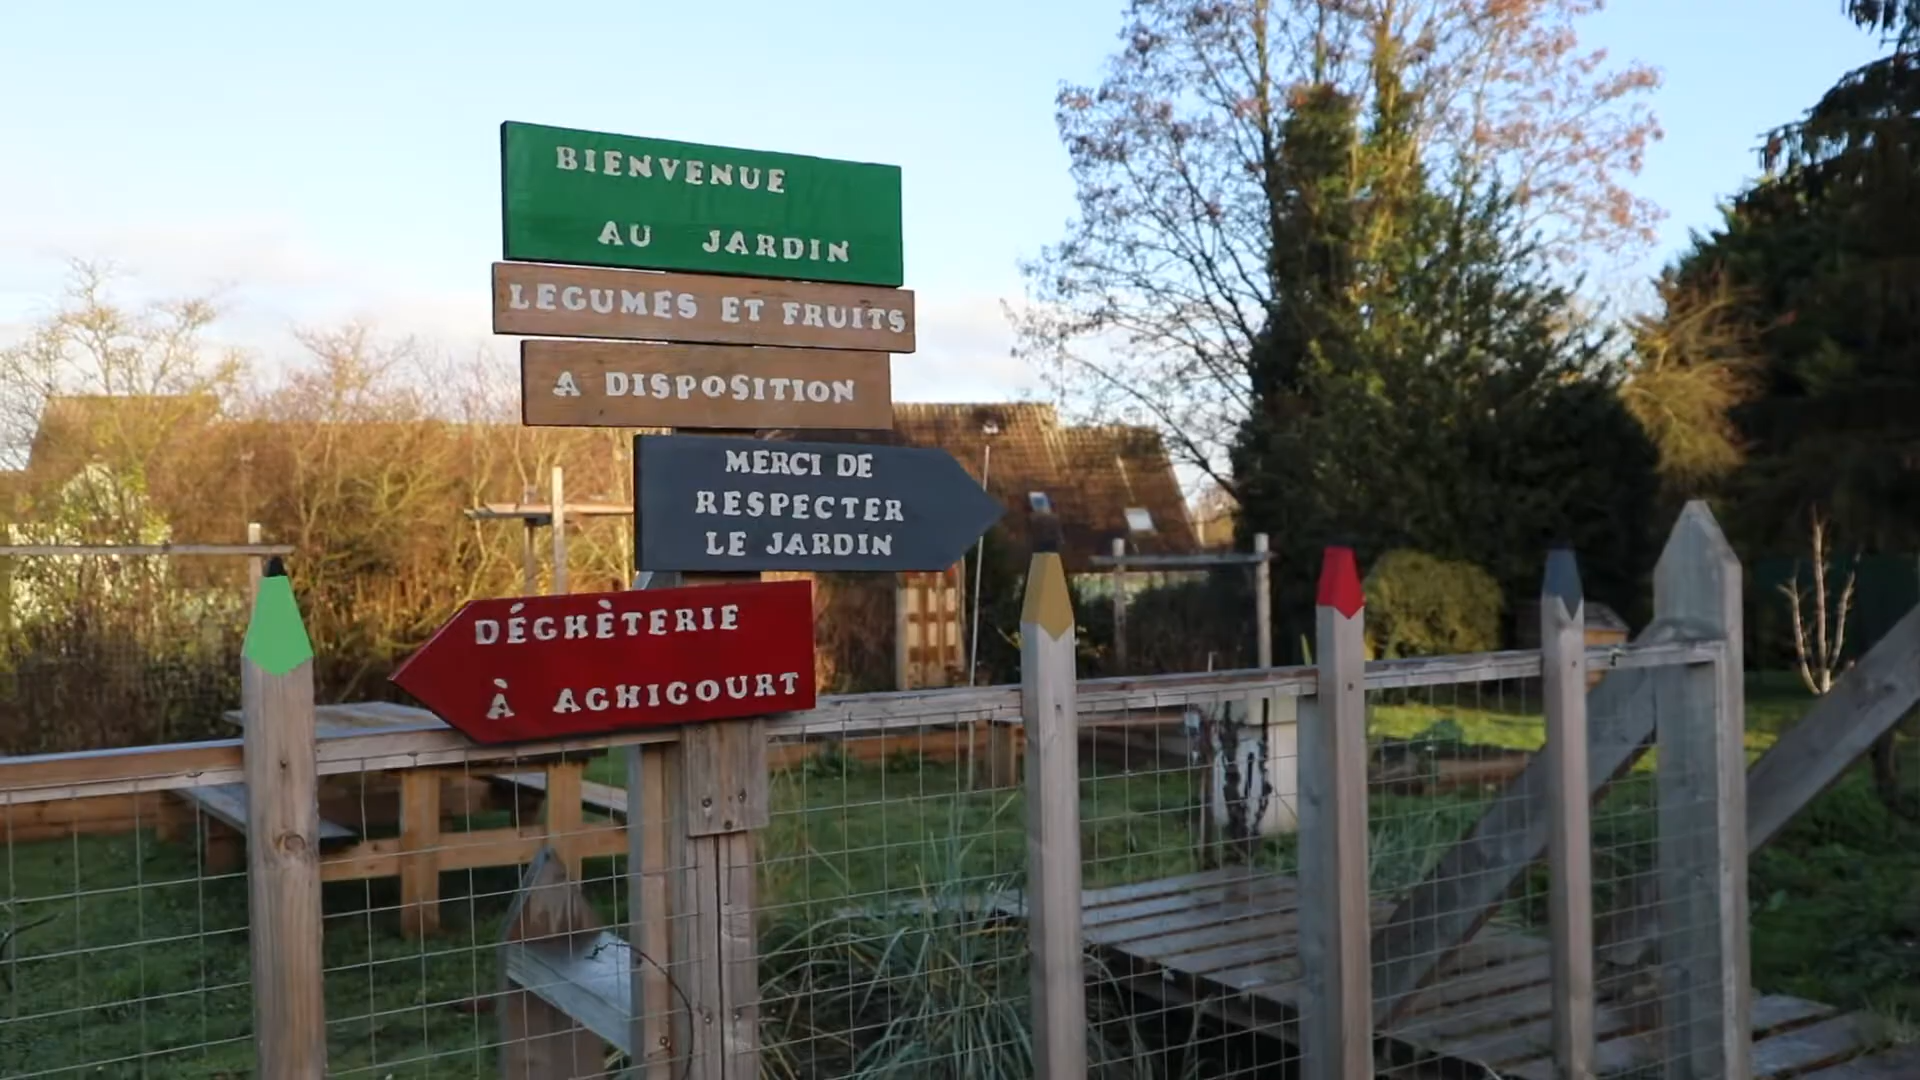 BIENVENUE
AU JARDIN
LEGUMES ET FRUITS
A DISPOSITION
MERCI DE
RESPECTER
LE JARDIN
DÉCHÈTERIE
À ACHICOURT